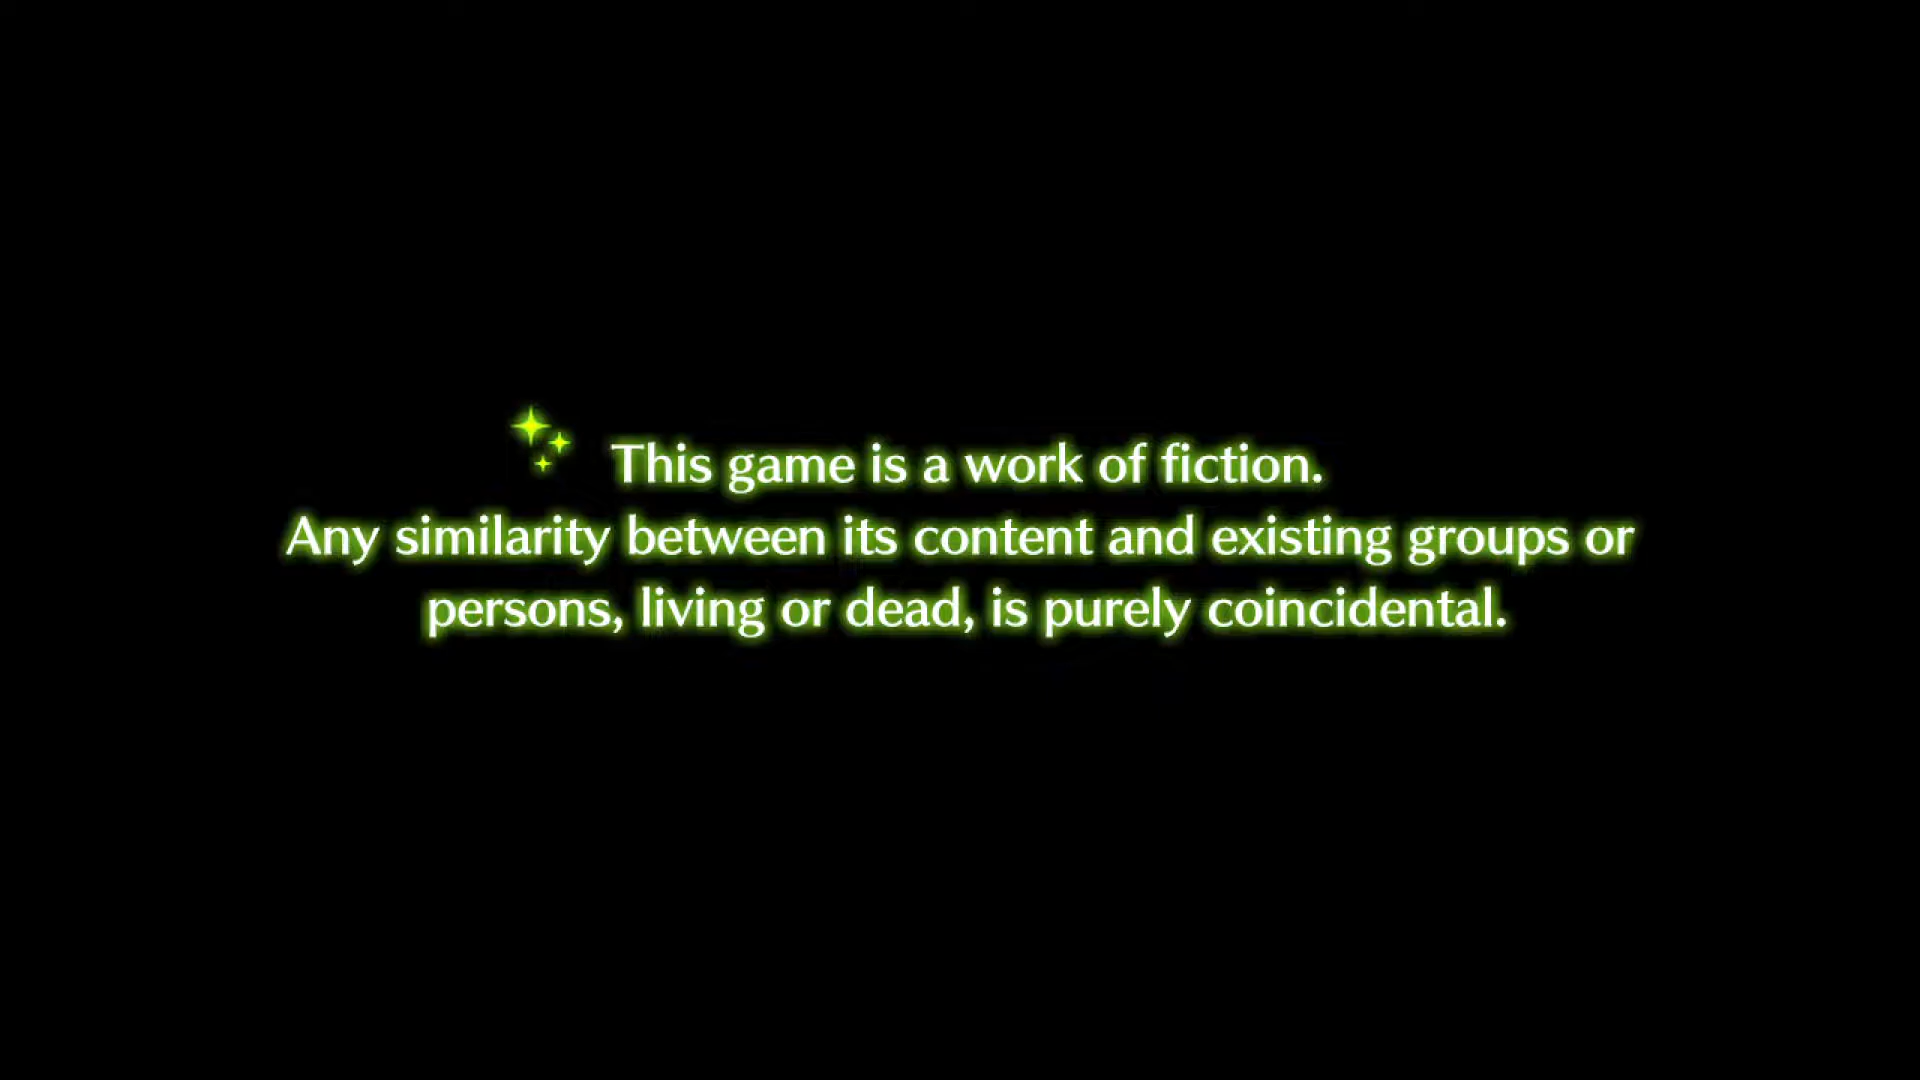 This game is a work of fiction.
Any similarity between its content and existing groups or
persons, living or dead, is purely coincidental.